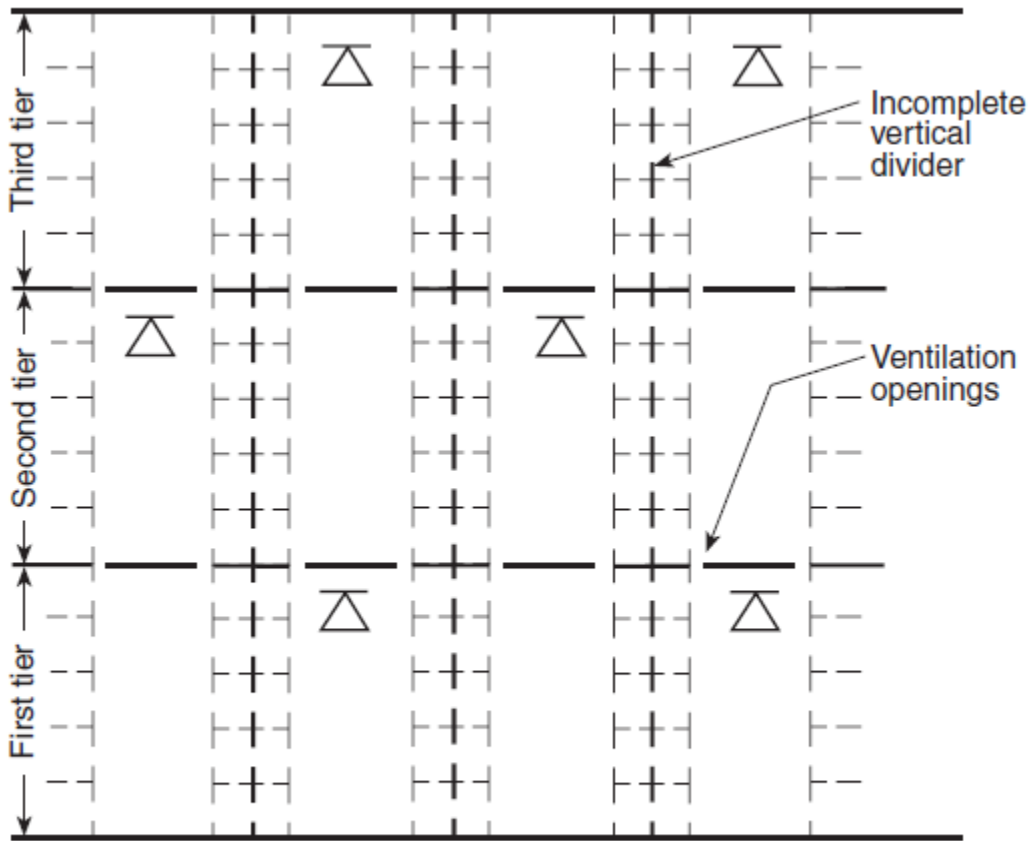 Third tier
Second tier
First tier
Incomplete
vertical
divider
Ventilation
openings